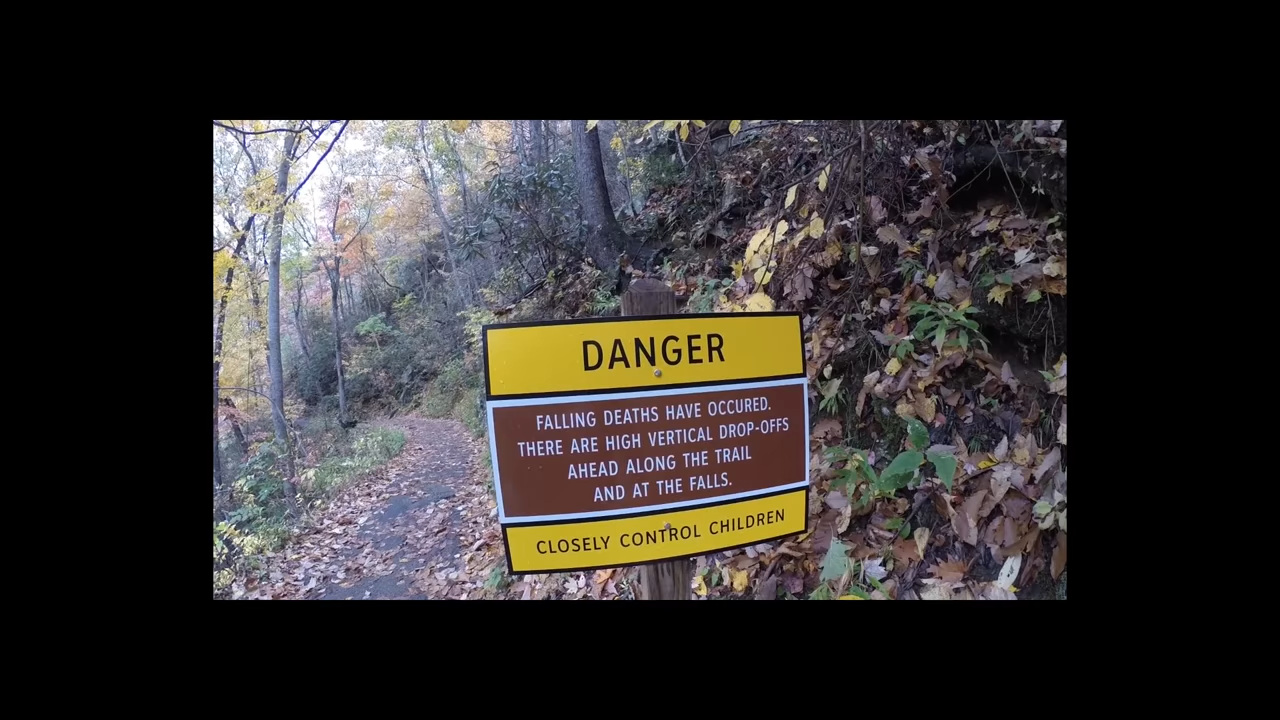 DANGER
FALLING DEATHS HAVE OCCURED.
THERE ARE HIGH VERTICAL DROP-OFFS
AHEAD ALONG THE TRAIL
AND AT THE FALLS.
CLOSELY CONTROL CHILDREN